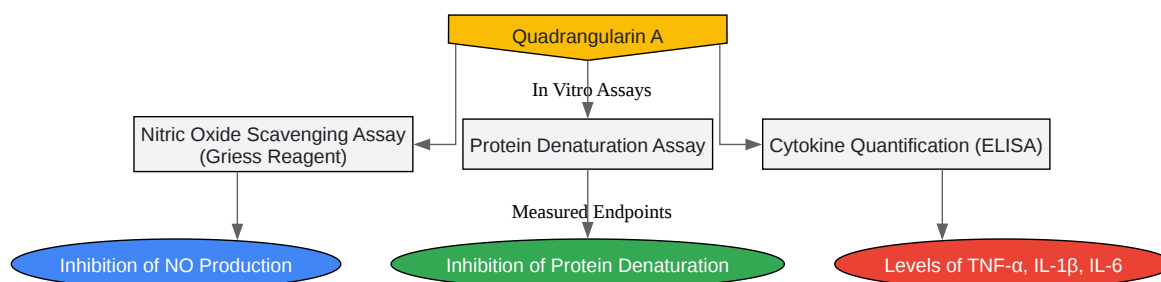 Quadrangularin A
In Vitro Assays
Nitric Oxide Scavenging Assay
(Griess Reagent)
Protein Denaturation Assay
Cytokine Quantification (ELISA)
Measured Endpoints
Inhibition of NO Production
Inhibition of Protein Denaturation
Levels of TNF-α, IL-1β, IL-6